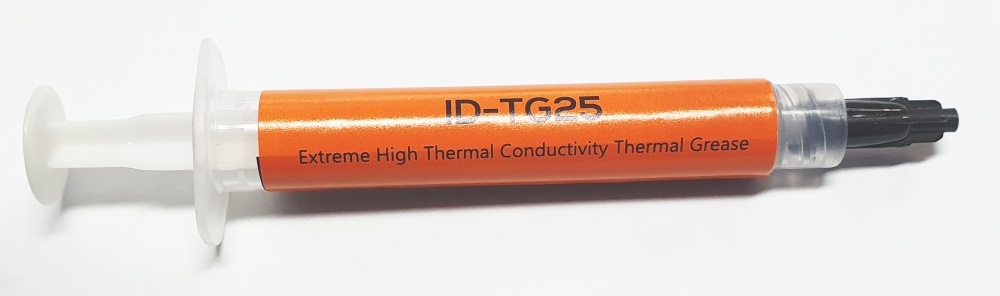 ID-TG25
Extreme High Thermal Conductivity Thermal Grease